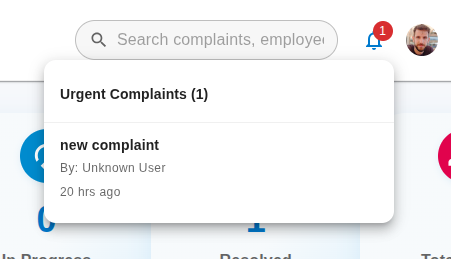 Search complaints, employee
1
Urgent Complaints (1)
new complaint
By: Unknown User
20 hrs ago
0
1
In Progress
Resolved
Tota